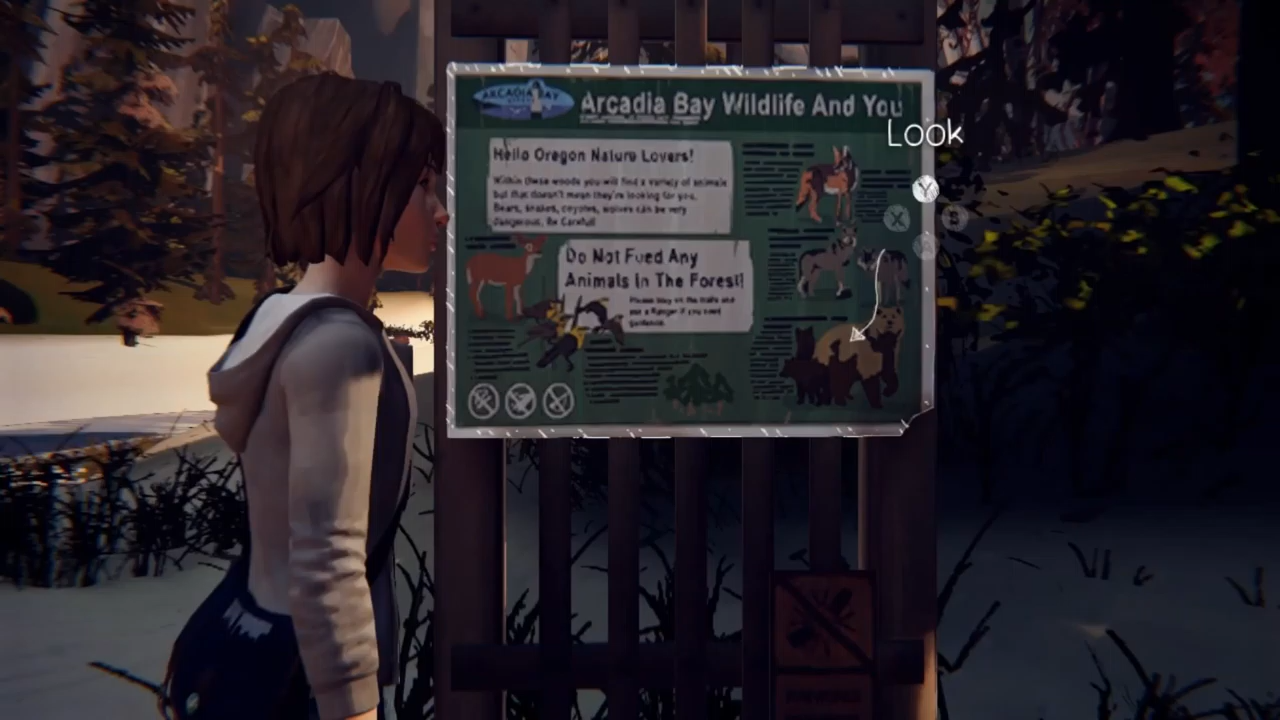 ARCADIA BAY
Arcadia Bay Wildlife And You
Look
Hello Oregon Nature Lovers!
Within these woods you will find a variety of animals
but that doesn't mean they're looking for you.
Bears, snakes, coyotes, wolves can be very
dangerous. Be Careful!
Y
X
B
A
Do Not Feed Any
Animals In The Forest!
Please stay on the trails and
see a Ranger if you need
guidance.